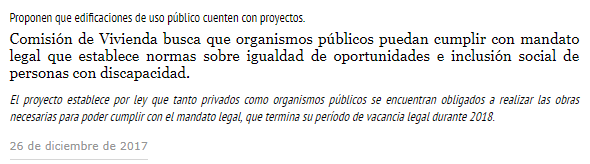 Proponen que edificaciones de uso público cuenten con proyectos.
Comisión de Vivienda busca que organismos públicos puedan cumplir con mandato
legal que establece normas sobre igualdad de oportunidades e inclusión social de
personas con discapacidad.
El proyecto establece por ley que tanto privados como organismos públicos se encuentran obligados a realizar las obras
necesarias para poder cumplir con el mandato legal, que termina su período de vacancia legal durante 2018.
26 de diciembre de 2017